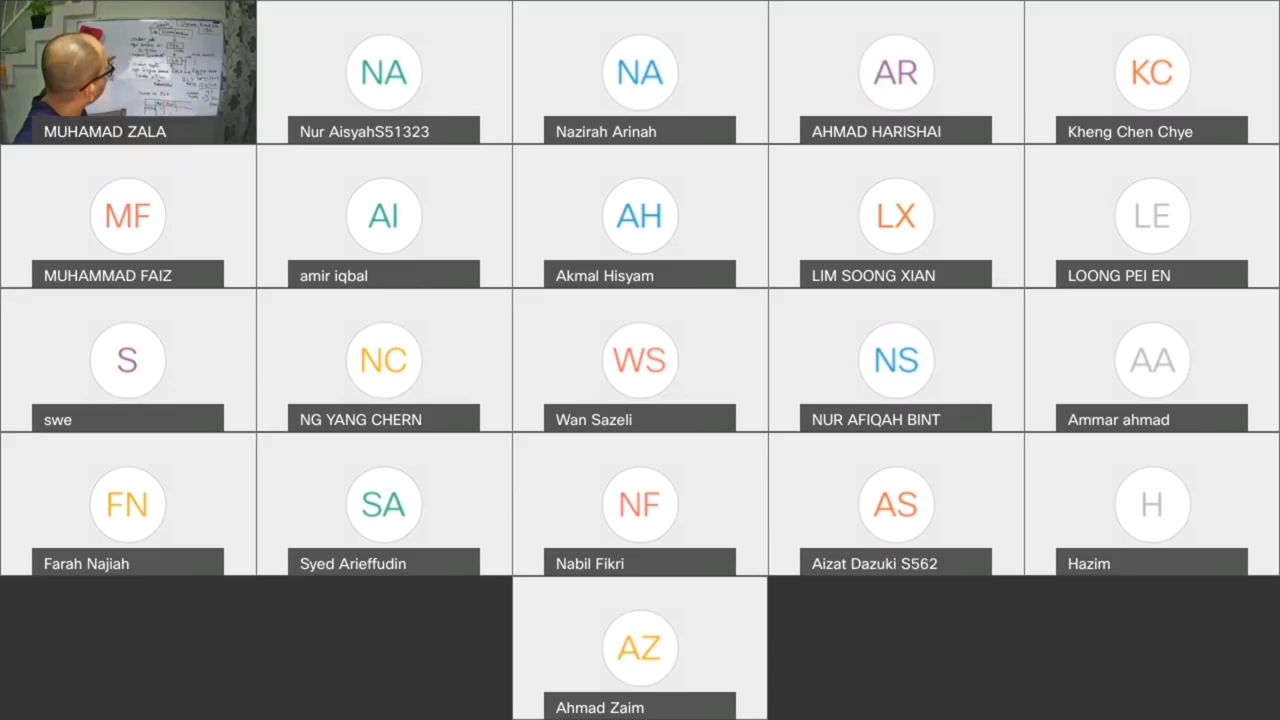 MUHAMAD ZALA
NA
Nur AisyahS51323
NA
Nazirah Arinah
AR
AHMAD HARISHAI
KC
Kheng Chen Chye
MF
MUHAMMAD FAIZ
AI
amir iqbal
AH
Akmal Hisyam
LX
LIM SOONG XIAN
LE
LOONG PEI EN
S
swe
NC
NG YANG CHERN
WS
Wan Sazeli
NS
NUR AFIQAH BINT
AA
Ammar ahmad
FN
Farah Najiah
SA
Syed Arieffudin
NF
Nabil Fikri
AS
Aizat Dazuki S562
H
Hazim
AZ
Ahmad Zaim